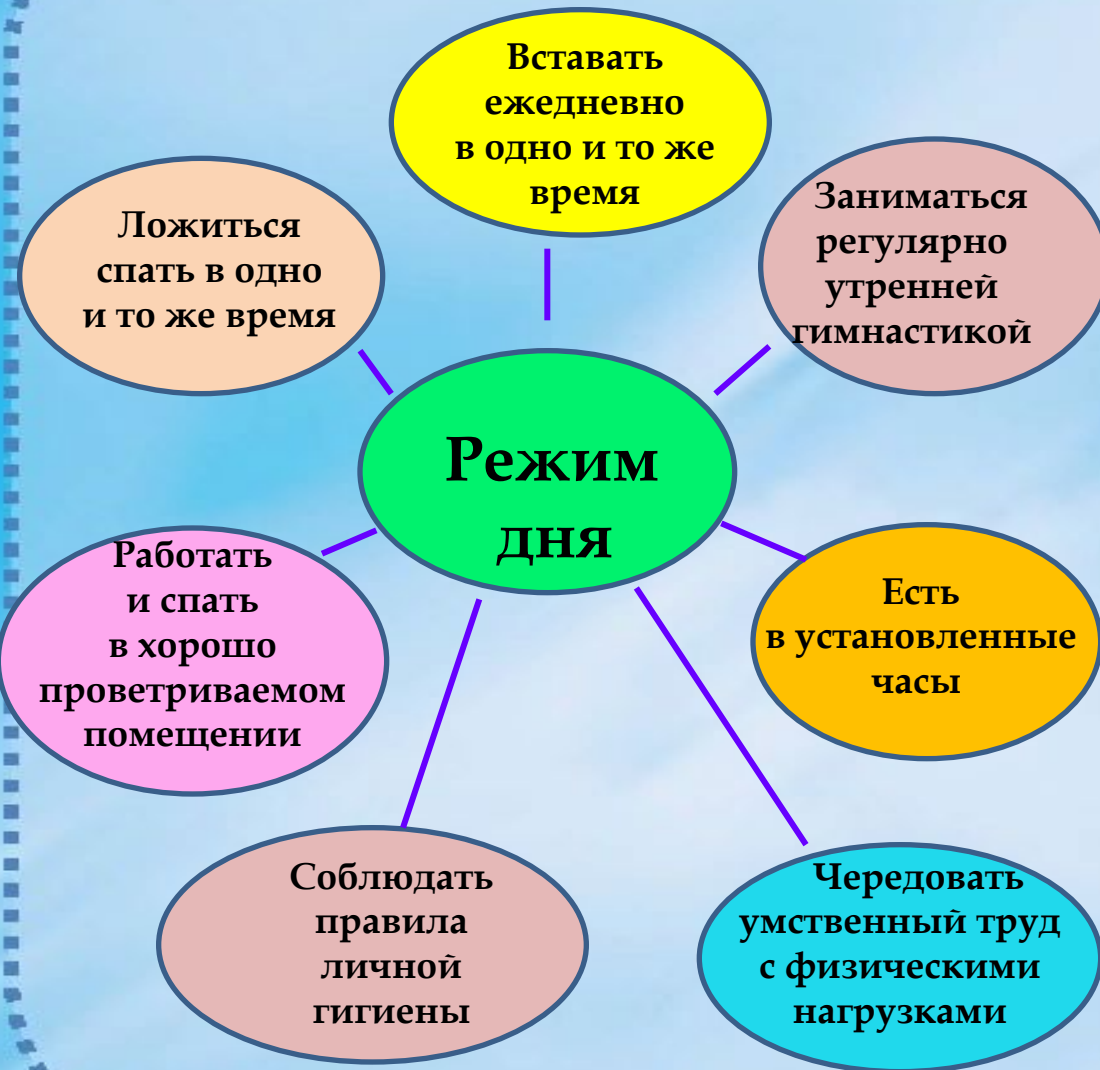 Вставать
ежедневно
в одно и то же
время
Заниматься
регулярно
утренней
гимнастикой
Ложиться
спать в одно
и то же время
Режим
дня
Работать
и спать
в хорошо
проветриваемом
помещении
Есть
в установленные
часы
Соблюдать
правила
личной
гигиены
Чередовать
умственный труд
с физическими
нагрузками